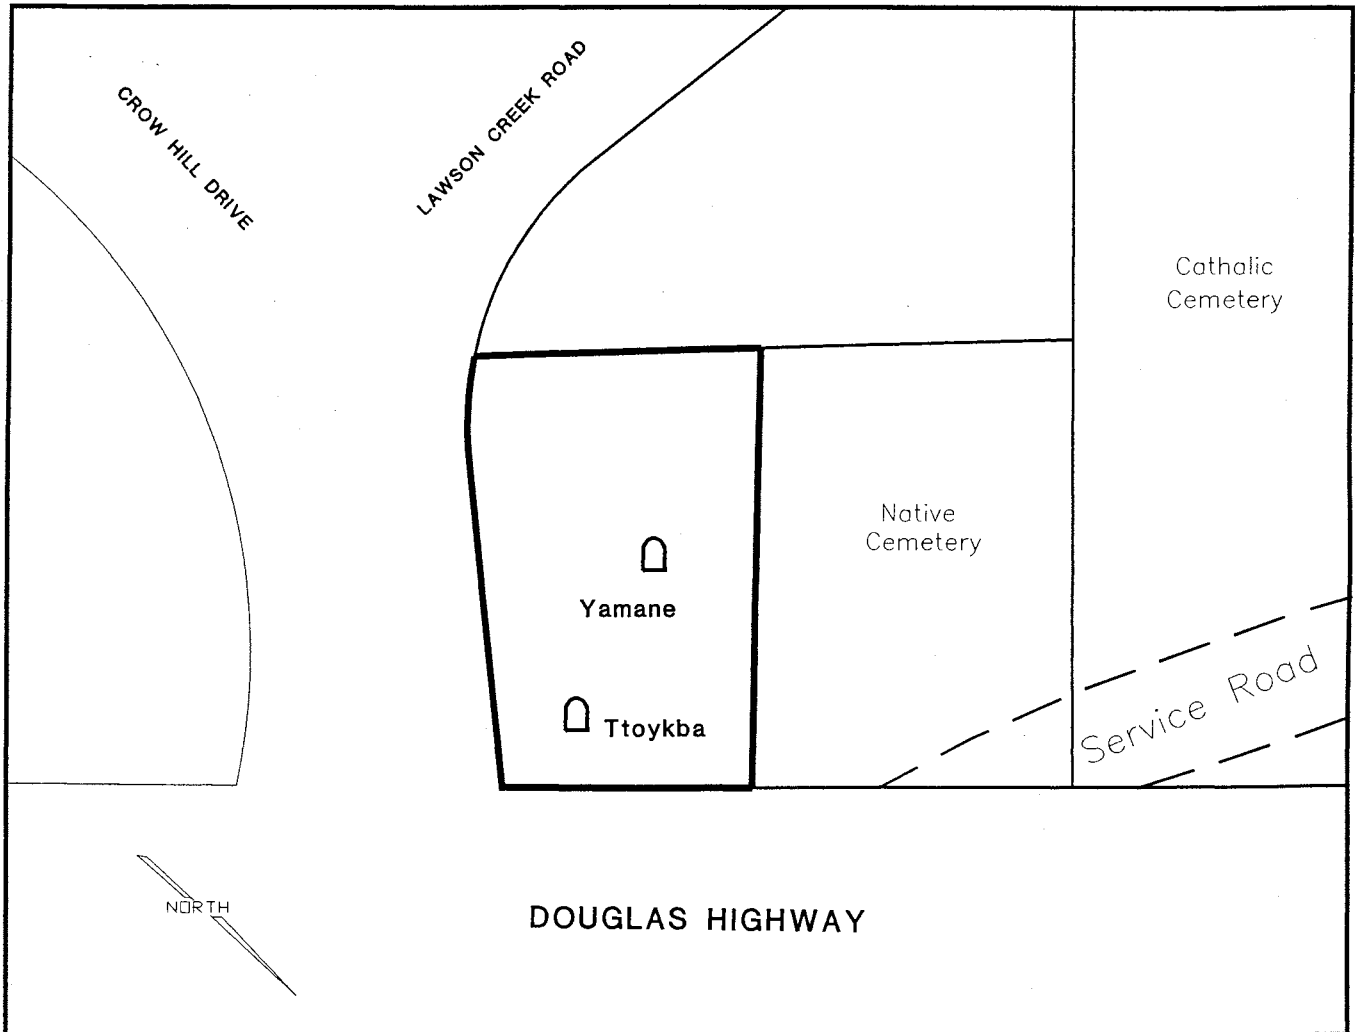 CROW HILL DRIVE
LAWSON CREEK ROAD
Cathalic
Cemetery
Native
Cemetery
Yamane
Ttoykba
Service Road
NORTH
DOUGLAS HIGHWAY